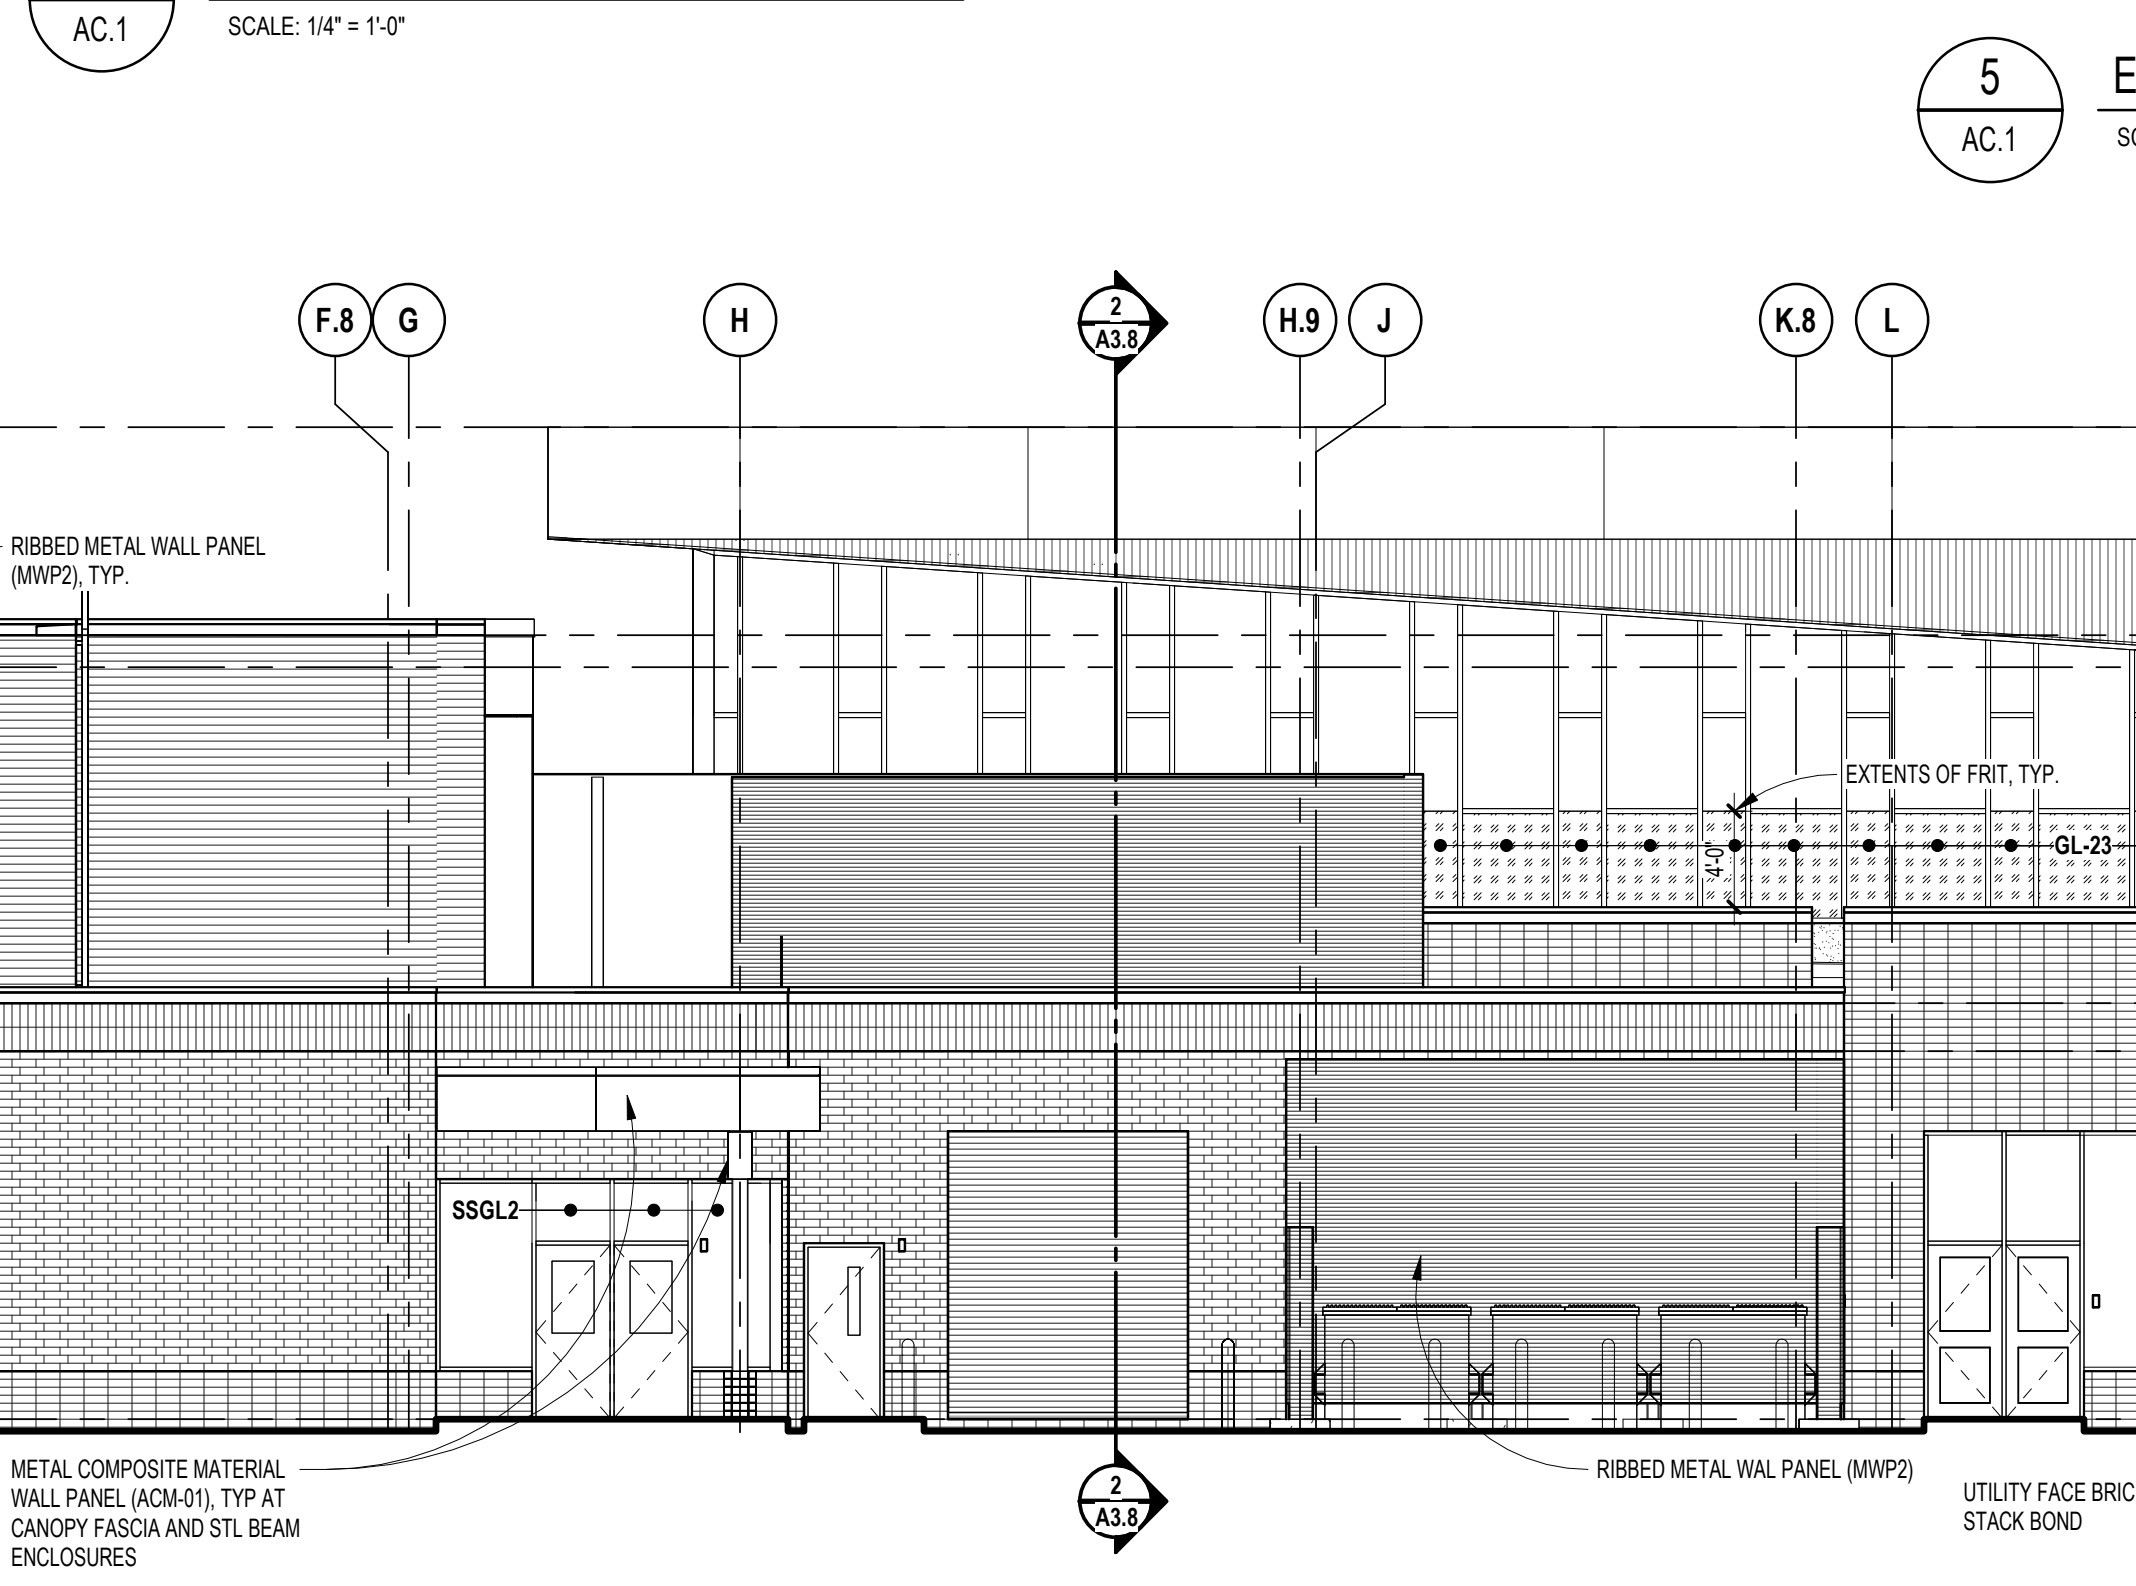 AC.1
SCALE: 1/4" = 1'-0"
5
AC.1
E
F.8
G
H
2
A3.8
H.9
J
K.8
L
RIBBED METAL WALL PANEL
(MWP2), TYP.
EXTENTS OF FRIT, TYP.
4'-0"
GL-23
SSGL2
METAL COMPOSITE MATERIAL
WALL PANEL (ACM-01), TYP AT
CANOPY FASCIA AND STL BEAM
ENCLOSURES
2
A3.8
RIBBED METAL WAL PANEL (MWP2)
UTILITY FACE BRIC
STACK BOND